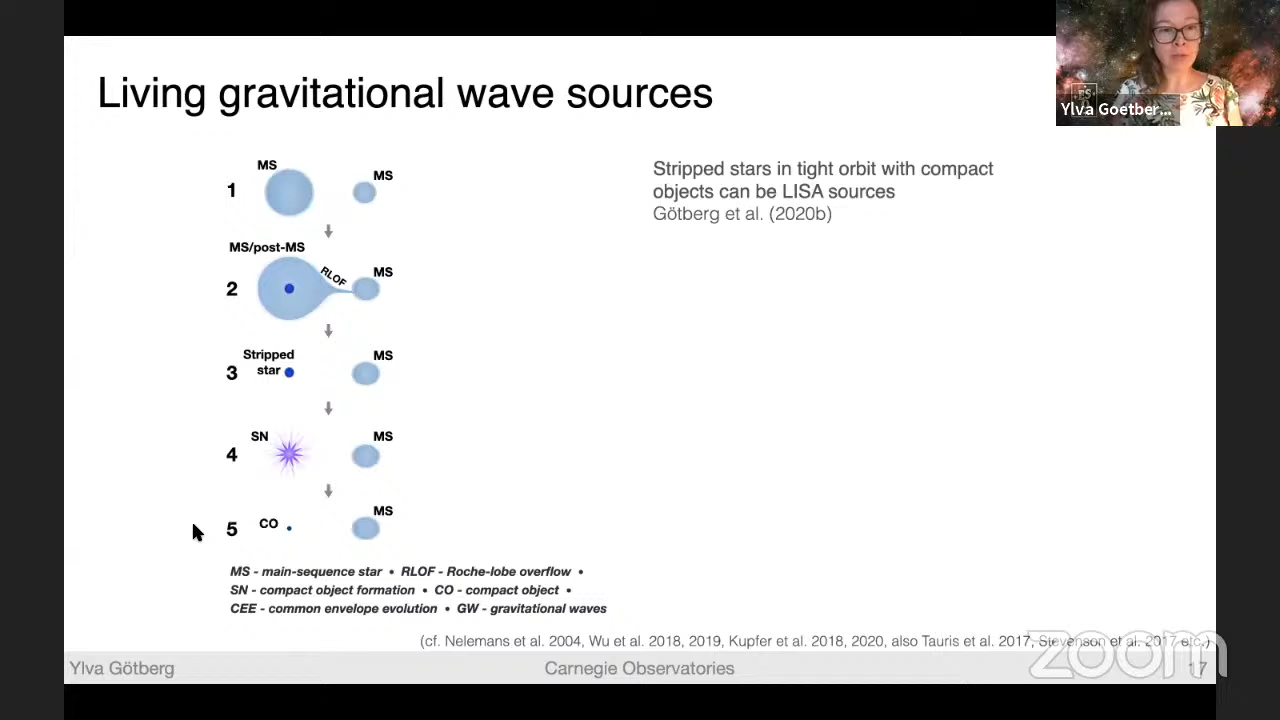 Living gravitational wave sources
Ylva Goetber...
MS
MS
1
Stripped stars in tight orbit with compact
objects can be LISA sources
Götberg et al. (2020b)
MS/post-MS
RLOF
MS
2
Stripped
star
MS
3
SN
MS
4
CO
MS
5
MS - main-sequence star • RLOF - Roche-lobe overflow •
SN - compact object formation • CO - compact object •
CEE - common envelope evolution • GW - gravitational waves
(cf. Nelemans et al. 2004, Wu et al. 2018, 2019, Kupfer et al. 2018, 2020, also Tauris et al. 2017, Stevenson et al. 2017 etc.)
Ylva Götberg
Carnegie Observatories
17
zoom